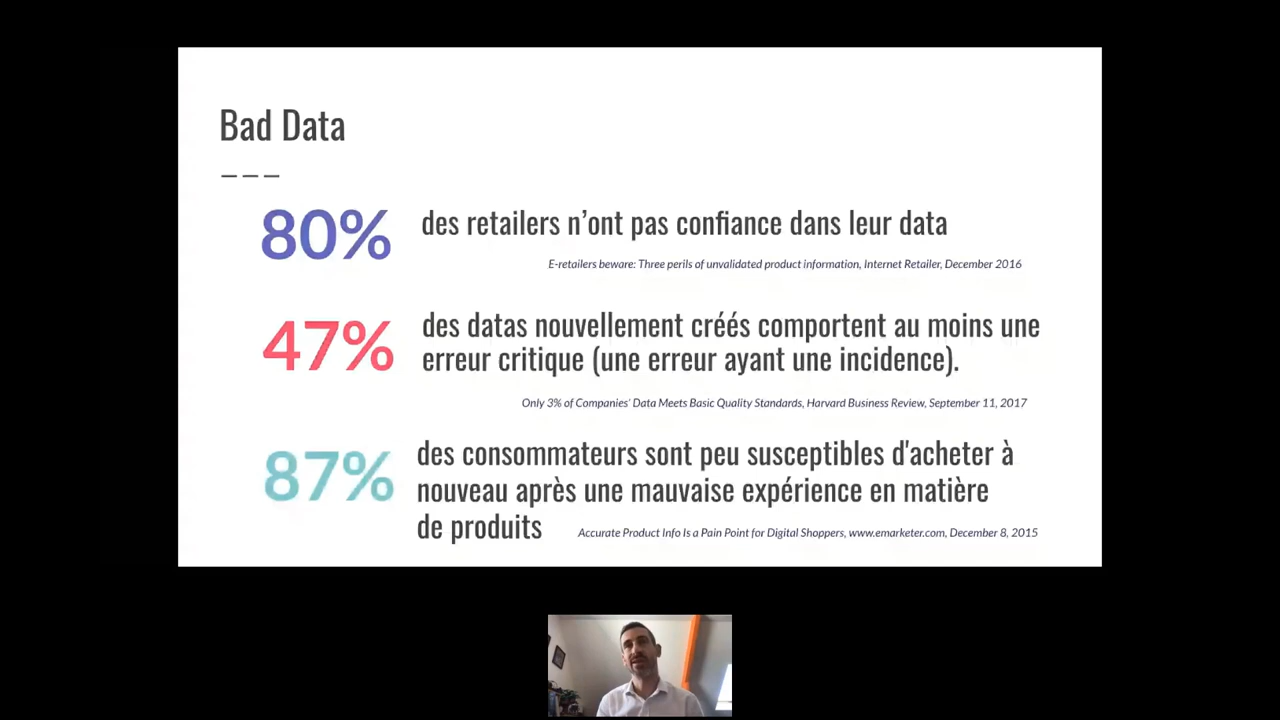 Bad Data
80%
des retailers n’ont pas confiance dans leur data
E-retailers beware: Three perils of unvalidated product information, Internet Retailer, December 2016
47%
des datas nouvellement créés comportent au moins une
erreur critique (une erreur ayant une incidence).
Only 3% of Companies' Data Meets Basic Quality Standards, Harvard Business Review, September 11, 2017
87%
des consommateurs sont peu susceptibles d'acheter à
nouveau après une mauvaise expérience en matière
de produits
Accurate Product Info Is a Pain Point for Digital Shoppers, www.emarketer.com, December 8, 2015